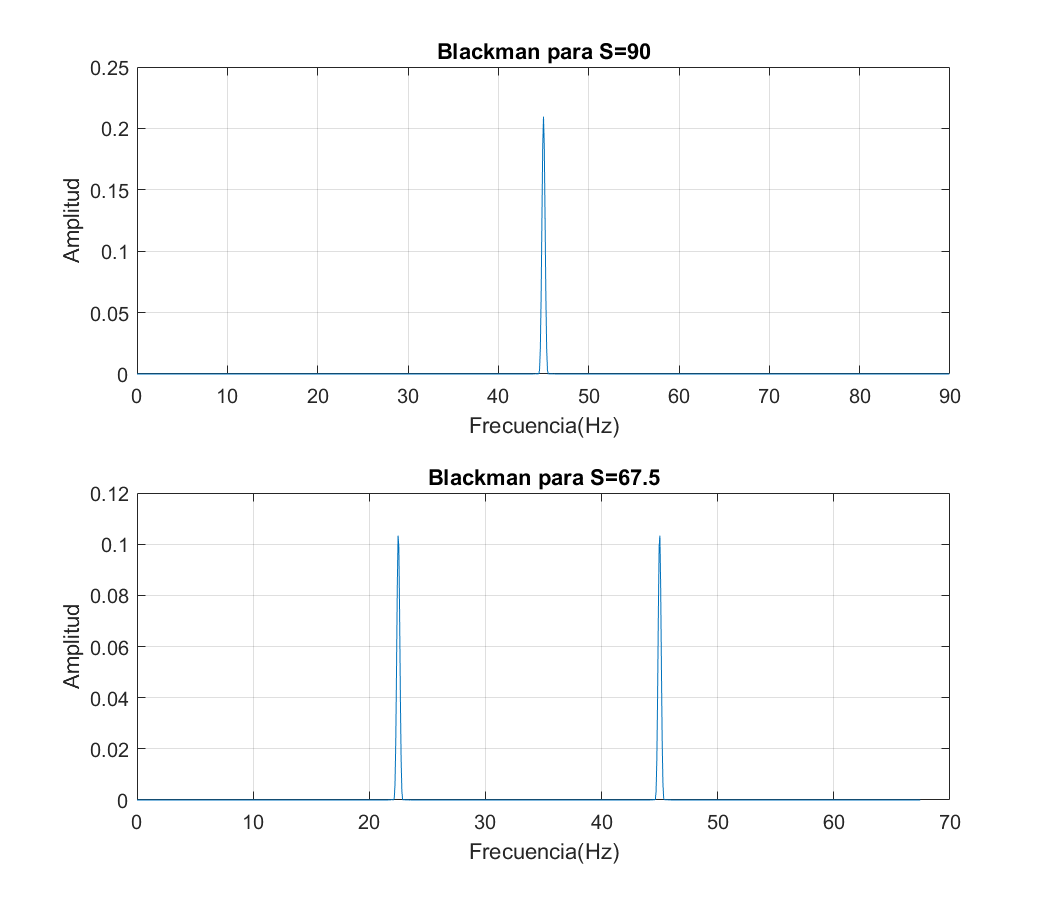 Blackman para S=90
0.25
0.2
0.15
0.1
0.05
0
Amplitud
0 10 20 30 40 50 60 70 80 90
Frecuencia(Hz)
Blackman para S=67.5
0.12
0.1
0.08
0.06
0.04
0.02
0
Amplitud
0 10 20 30 40 50 60 70
Frecuencia(Hz)